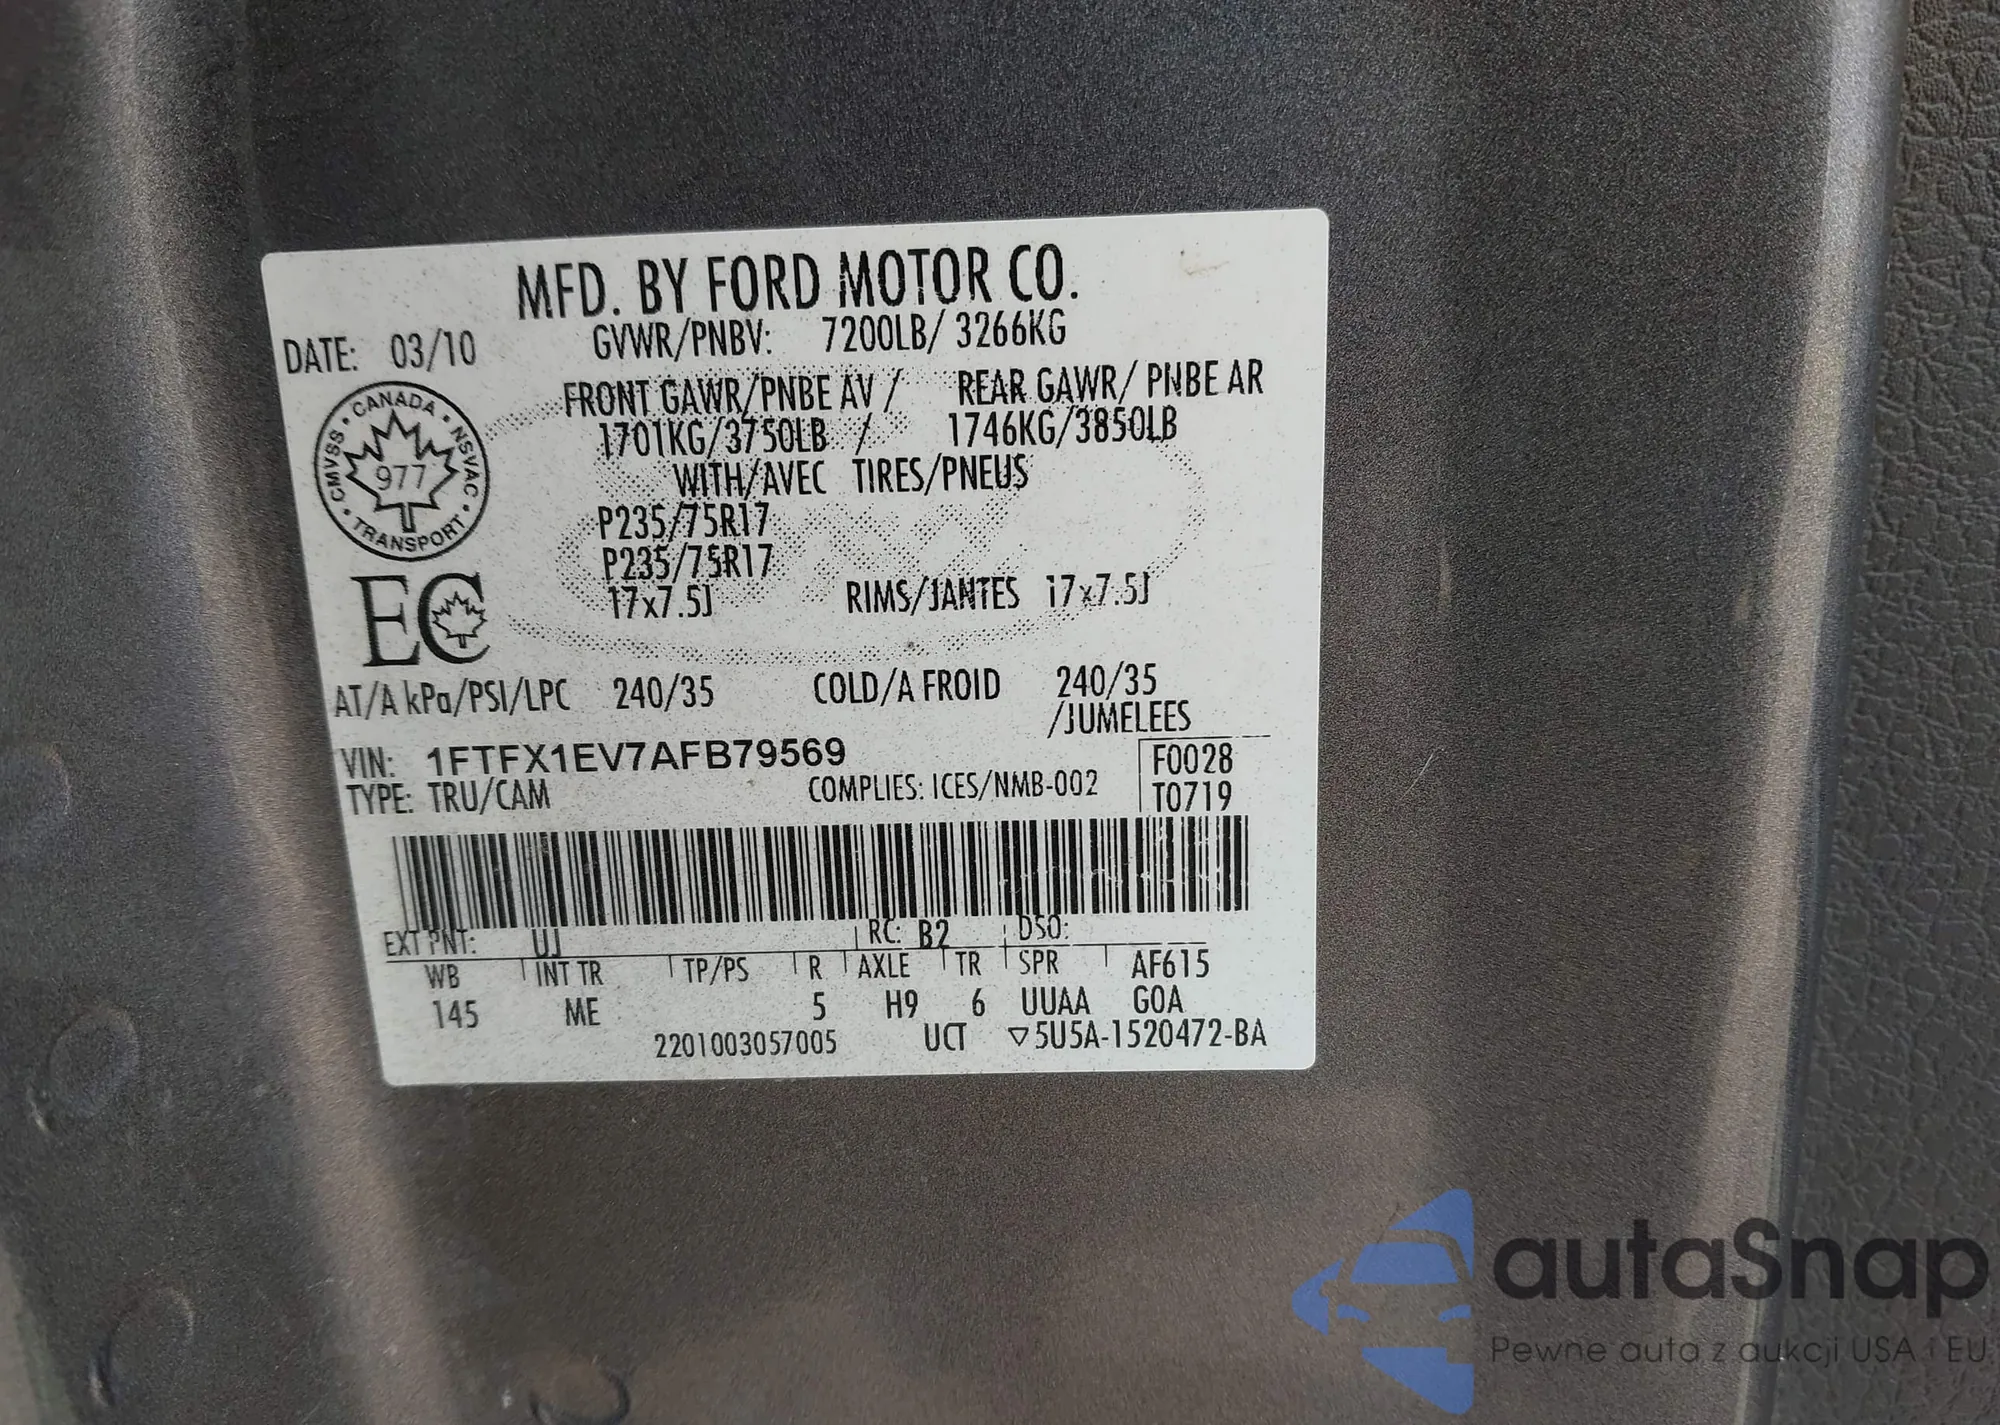 MFD. BY FORD MOTOR CO.
DATE: 03/10 GVWR/PNBV: 7200LB/ 3266KG
FRONT GAWR/PNBE AV / REAR GAWR/ PNBE AR
1701KG/3750LB / 1746KG/3850LB
WITH/AVEC TIRES/PNEUS
P235/75R17
P235/75R17
17x7.5J RIMS/JANTES 17x7.5J
CANADA
CMVSS 977 NSVAC
TRANSPORT
EC
AT/A kPa/PSI/LPC 240/35 COLD/A FROID 240/35
/JUMELEES
VIN: 1FTFX1EV7AFB79569 F0028
TYPE: TRU/CAM COMPLIES: ICES/NMB-002 T0719
EXT PNT: UJ RC: B2 DSO:
WB INT TR TP/PS R AXLE TR SPR AF615
145 ME 5 H9 6 UUAA GOA
2201003057005 UCT ▽5U5A-1520472-BA
autaSnap
Pewne auta z aukcji USA i EU